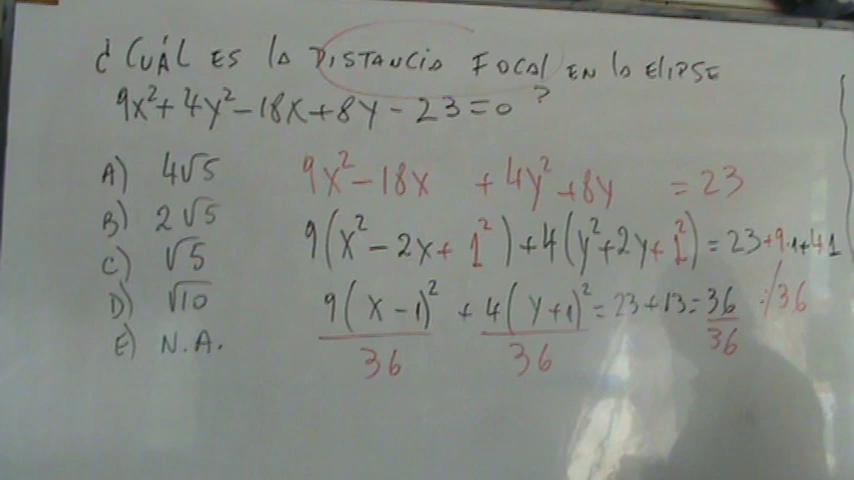 ¿CUÁL ES la DISTANCIA FOCAL EN la ELIPSE
9x²+4y²-18x+8y-23=0 ?
A) 4√5
9x²-18x +4y²+8y =23
B) 2√5
9(x²-2x+1²)+4(y²+2y+1²)=23+9·1+4·1
C) √5
D) √10
9(x-1)² + 4(y+1)² = 23+13 = 36 :/36
E) N.A.
36 36 36